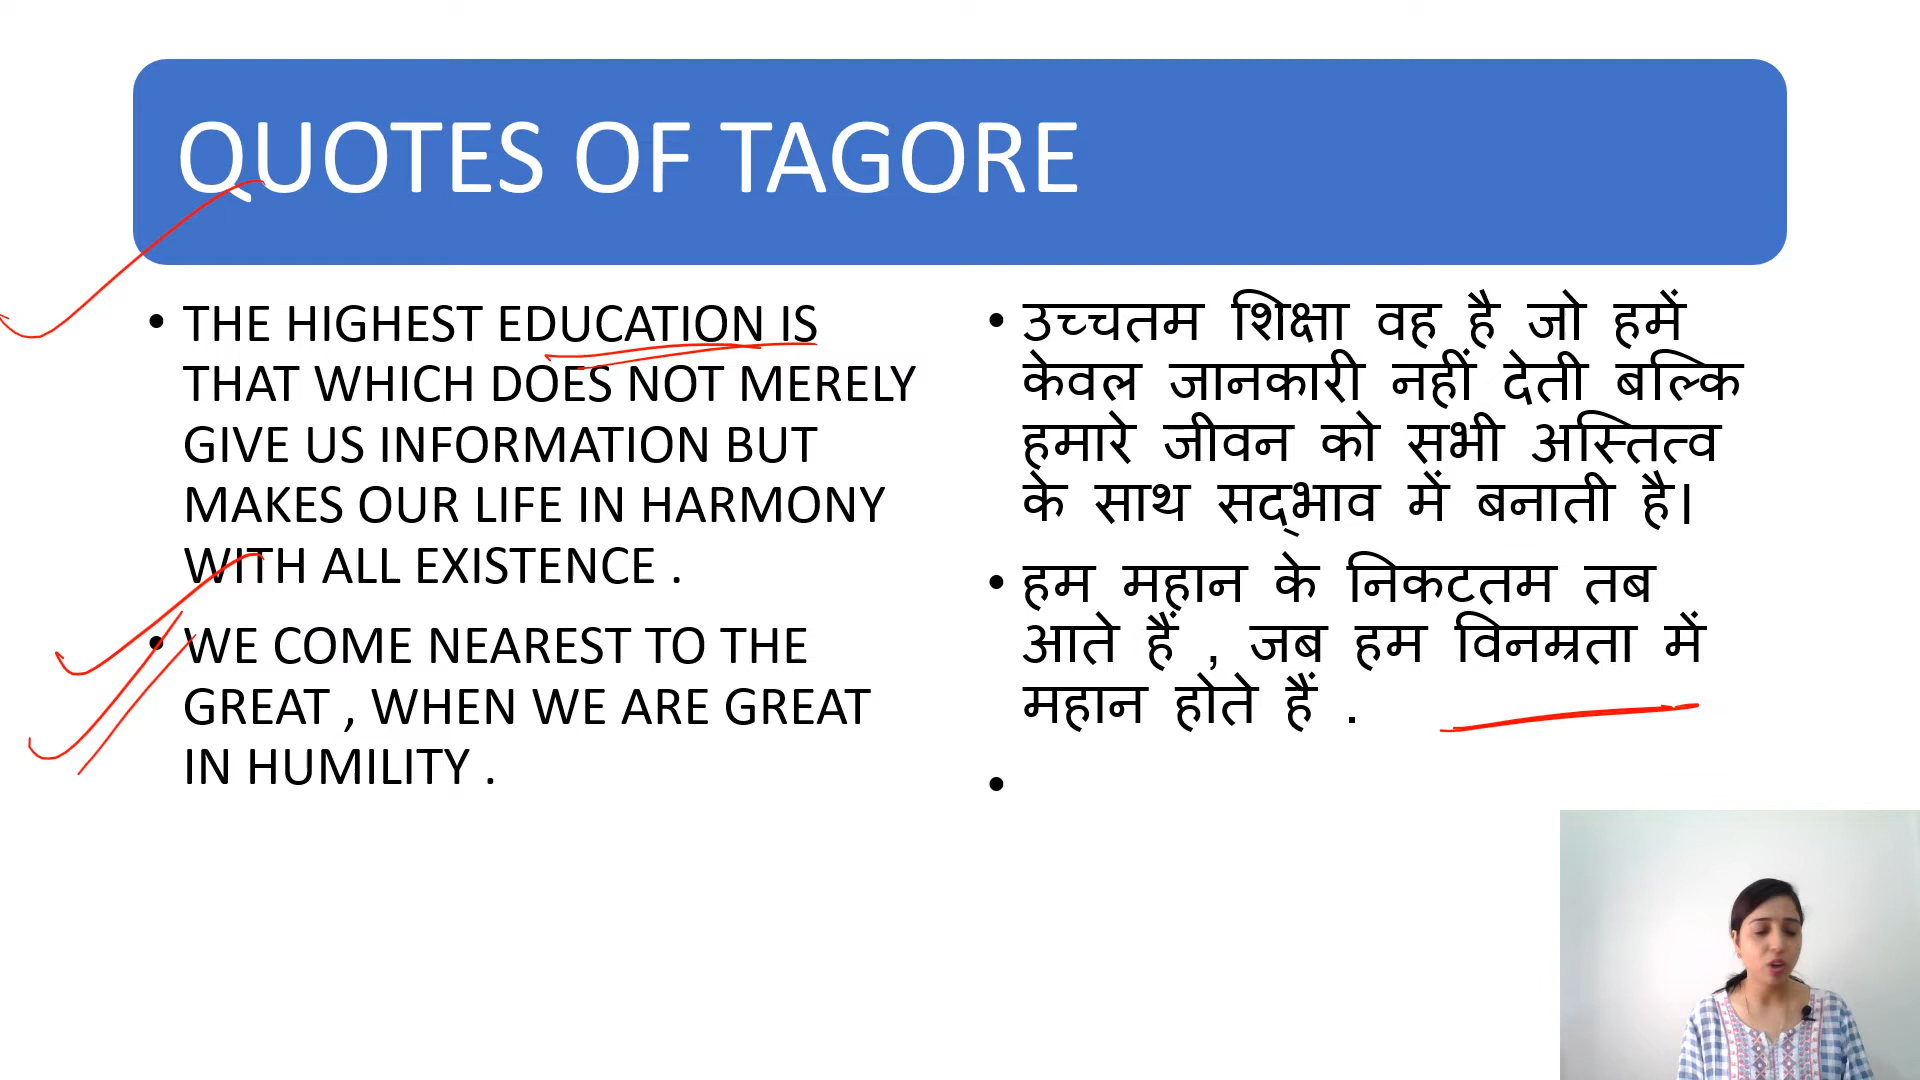 QUOTES OF TAGORE
• THE HIGHEST EDUCATION IS
THAT WHICH DOES NOT MERELY
GIVE US INFORMATION BUT
MAKES OUR LIFE IN HARMONY
WITH ALL EXISTENCE .
• WE COME NEAREST TO THE
GREAT , WHEN WE ARE GREAT
IN HUMILITY .
• उच्चतम शिक्षा वह है जो हमें
केवल जानकारी नहीं देती बल्कि
हमारे जीवन को सभी अस्तित्व
के साथ सद्भाव में बनाती है।
• हम महान के निकटतम तब
आते हैं , जब हम विनम्रता में
महान होते हैं .
•